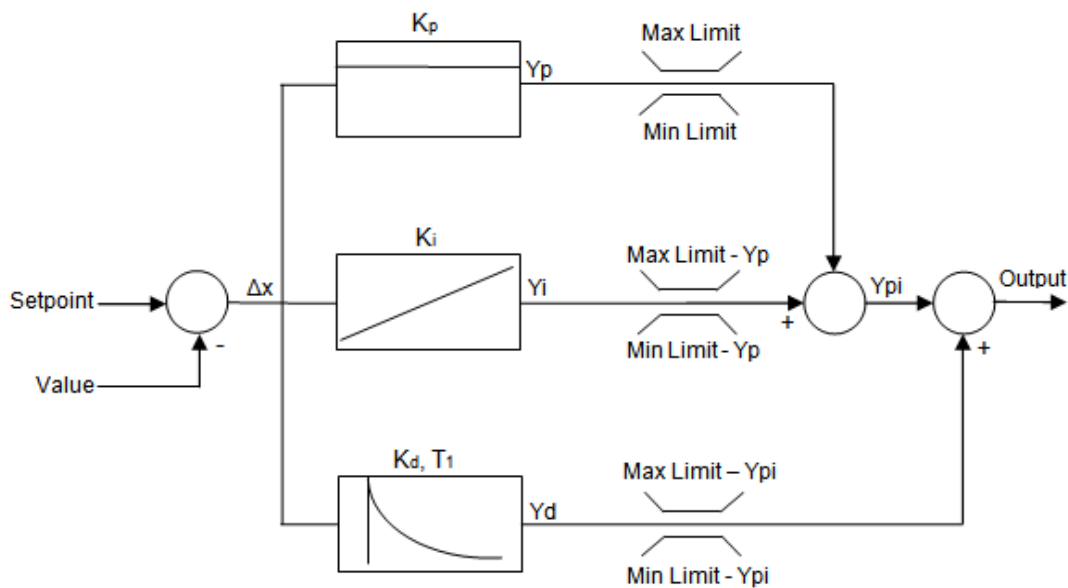 Kp
Yp
Max Limit
Min Limit
Ki
Yi
Max Limit - Yp
Min Limit - Yp
+
Ypi
Output
Setpoint
Δx
-
Value
Kd, T1
Yd
Max Limit – Ypi
Min Limit - Ypi
+